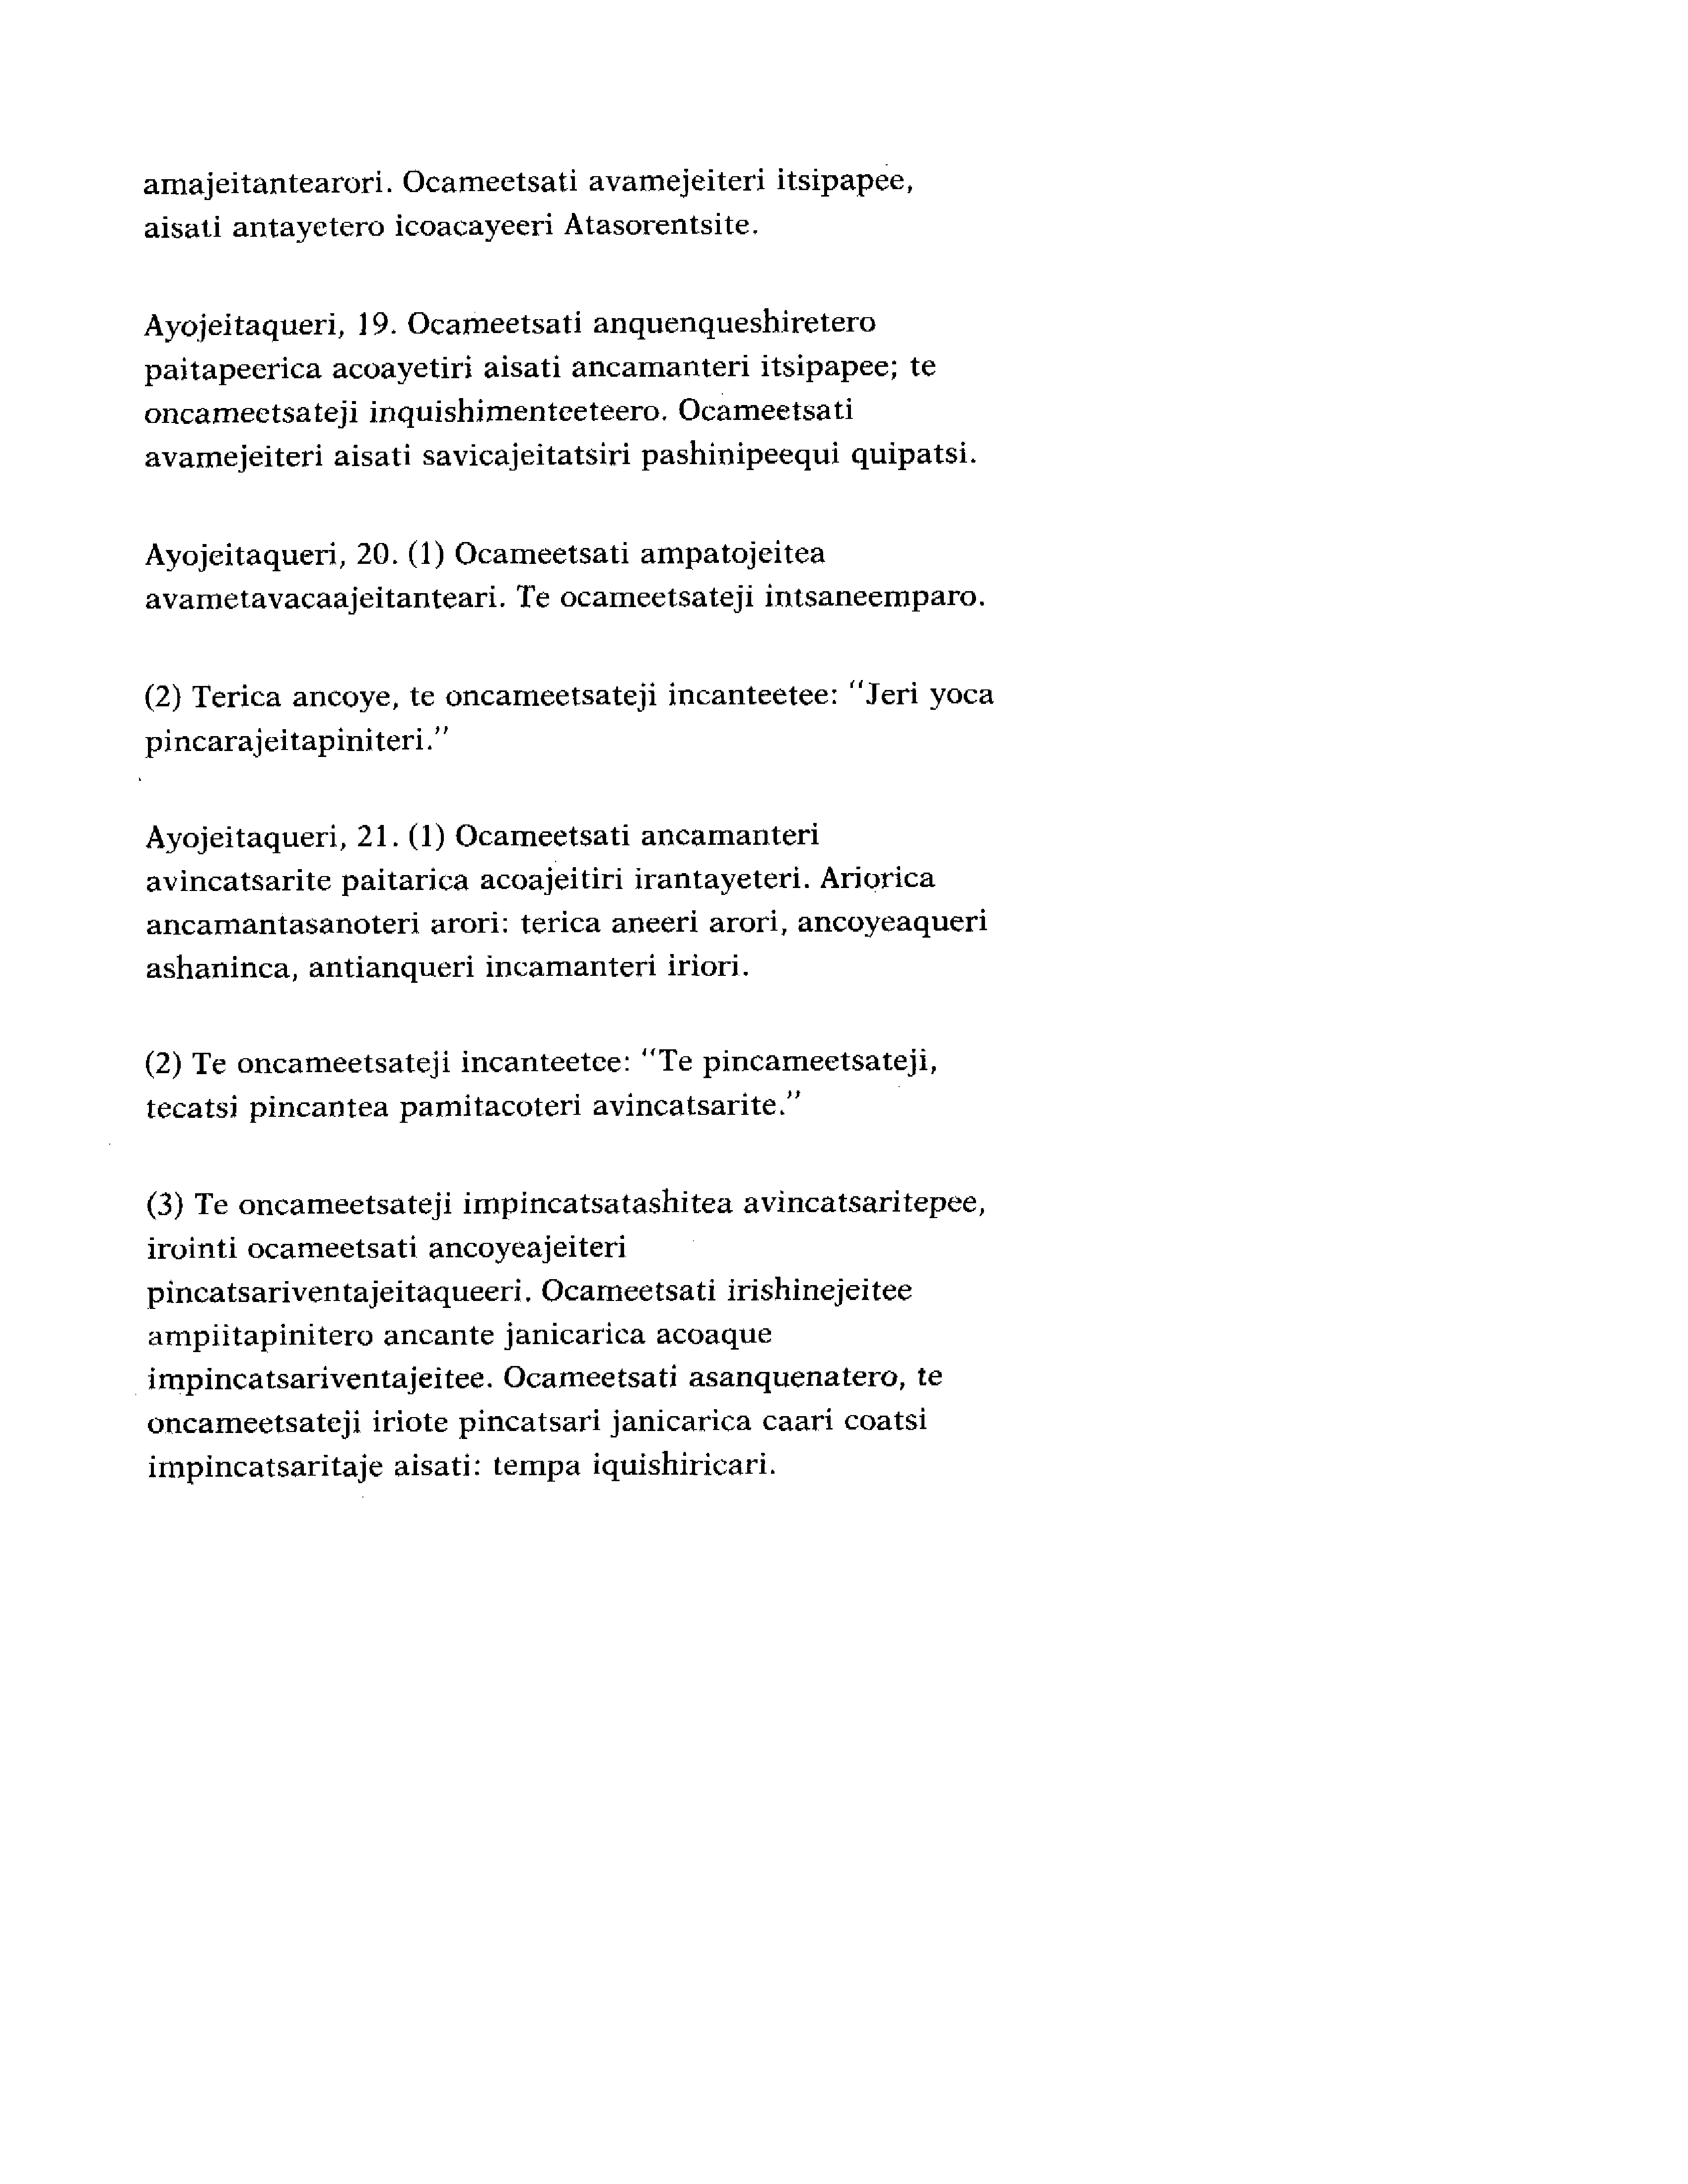 amajeitantearori. Ocameetsati avamejeiteri itsipapee,
aisati antayetero icoacayeeri Atasorentsite.
Ayojeitaqueri, 19. Ocameetsati anquenqueshiretero
paitapeerica acoayetiri aisati ancamanteri itsipapee; te
oncameetsateji inquishimenteeteero. Ocameetsati
avamejeiteri aisati savicajeitatsiri pashinipeequi quipatsi.
Ayojeitaqueri, 20. (1) Ocameetsati ampatojeitea
avametavacaajeitanteari. Te ocameetsateji intsaneemparo.
(2) Terica ancoye, te oncameetsateji incanteetee: "Jeri yoca
pincarajeitapiniteri."
Ayojeitaqueri, 21. (1) Ocameetsati ancamanteri
avincatsarite paitarica acoajeitiri irantayeteri. Ariorica
ancamantasanoteri arori: terica aneeri arori, ancoyeaqueri
ashaninca, antianqueri incamanteri iriori.
(2) Te oncameetsateji incanteetee: "Te pincameetsateji,
tecatsi pincantea pamitacoteri avincatsarite."
(3) Te oncameetsateji impincatsatashitea avincatsaritepee,
irointi ocameetsati ancoyeajeiteri
pincatsariventajeitaqueeri. Ocameetsati irishinejeitee
ampiitapinitero ancante janicarica acoaque
impincatsariventajeitee. Ocameetsati asanquenatero, te
oncameetsateji iriote pincatsari janicarica caari coatsi
impincatsaritaje aisati: tempa iquishiricari.